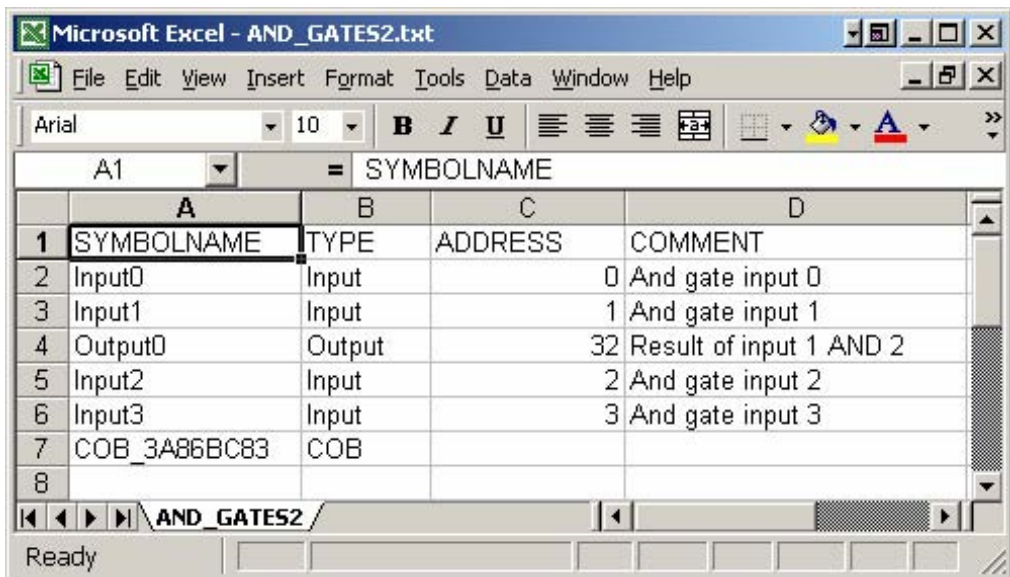 Microsoft Excel - AND_GATES2.txt
File Edit View Insert Format Tools Data Window Help
Arial 10 B I U a A »
A1 = SYMBOLNAME
A B C D
1 SYMBOLNAME TYPE ADDRESS COMMENT
2 Input0 Input 0 And gate input 0
3 Input1 Input 1 And gate input 1
4 Output0 Output 32 Result of input 1 AND 2
5 Input2 Input 2 And gate input 2
6 Input3 Input 3 And gate input 3
7 COB_3A86BC83 COB
8
AND_GATES2
Ready